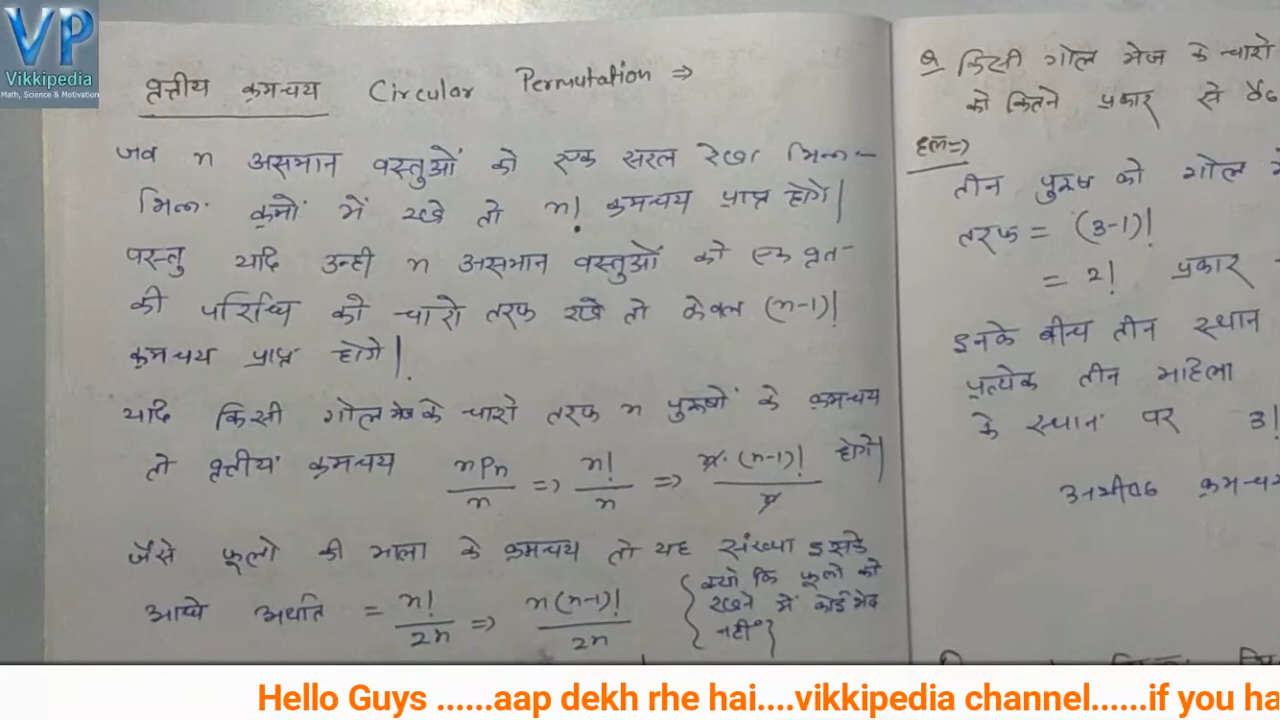 VP
Vikkipedia
Math, Science & Motivation
वृत्तीय क्रमचय Circular Permutation ⇒
जब n असमान वस्तुओं को एक सरल रेखा भिन्न-
भिन्न क्रमों में रखे तो n! क्रमचय प्राप्त होंगे।
परन्तु यदि उन्ही n असमान वस्तुओं को एक वृत-
की परिधि को चारो तरफ रखे तो केवल (n-1)!
क्रमचय प्राप्त होंगे।
यदि किसी गोल मेज के चारो तरफ n पुरूषों के क्रमचय
तो वृत्तीय क्रमचय nPn/n => n!/n => n.(n-1)!/n होंगे।
जैसे फूलो की माला के क्रमचय तो यह संख्या इसके
आधे अर्थात = n!/2n => n(n-1)!/2n
{क्यो कि फूलो को
रखने में कोई भेद
नही॰}
Q किसी गोल मेज के चारो
को कितने प्रकार से
हल=>
तीन पुरूष को गोल
तरफ = (3-1)!
= 2! प्रकार
इनके बीच तीन स्थान
प्रत्येक तीन महिला
के स्थान पर 3!
अभीष्ट क्रमच
Hello Guys ......aap dekh rhe hai....vikkipedia channel......if you ha